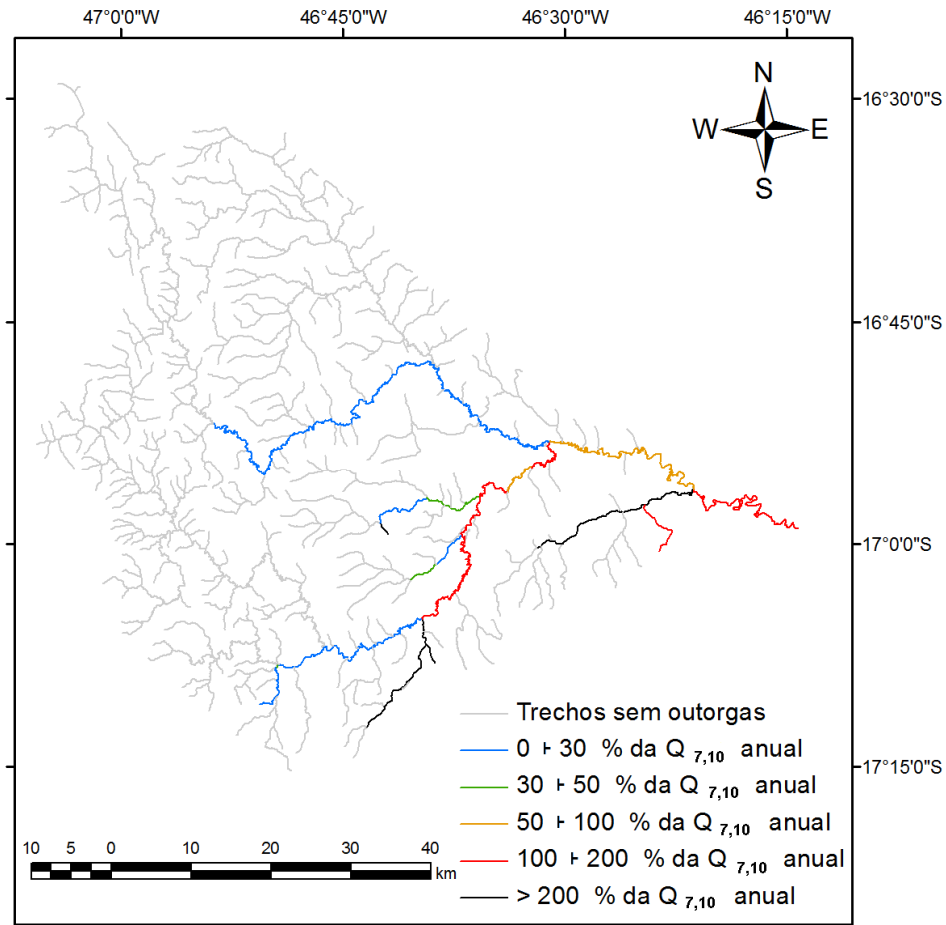 47°0'0"W 46°45'0"W 46°30'0"W 46°15'0"W
N
W E
S
16°30'0"S
16°45'0"S
17°0'0"S
17°15'0"S
Trechos sem outorgas
0 ⊦ 30 % da Q 7,10 anual
30 ⊦ 50 % da Q 7,10 anual
50 ⊦ 100 % da Q 7,10 anual
100 ⊦ 200 % da Q 7,10 anual
> 200 % da Q 7,10 anual
10 5 0 10 20 30 40
km